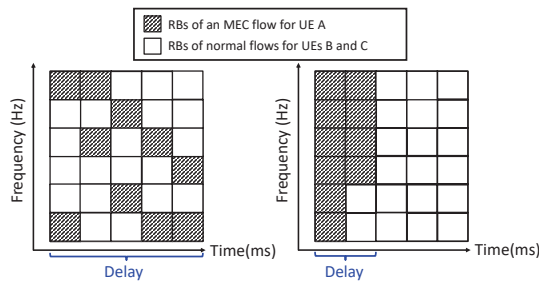 RBs of an MEC flow for UE A
RBs of normal flows for UEs B and C
Frequency (Hz)
Time(ms)
Delay
Frequency (Hz)
Time(ms)
Delay